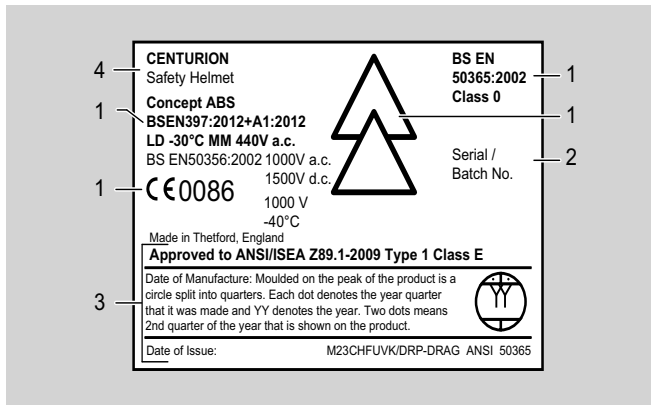 CENTURION
Safety Helmet
Concept ABS
BSEN397:2012+A1:2012
LD -30°C MM 440V a.c.
BS EN50356:2002 1000V a.c.
1500V d.c.
CE0086
1000 V
-40°C
Made in Thetford, England
BS EN
50365:2002
Class 0
Serial /
Batch No.
Approved to ANSI/ISEA Z89.1-2009 Type 1 Class E
Date of Manufacture: Moulded on the peak of the product is a
circle split into quarters. Each dot denotes the year quarter
that it was made and YY denotes the year. Two dots means
2nd quarter of the year that is shown on the product.
YY
Date of Issue: M23CHFUVK/DRP-DRAG ANSI 50365
4
1
1
3
1
1
2